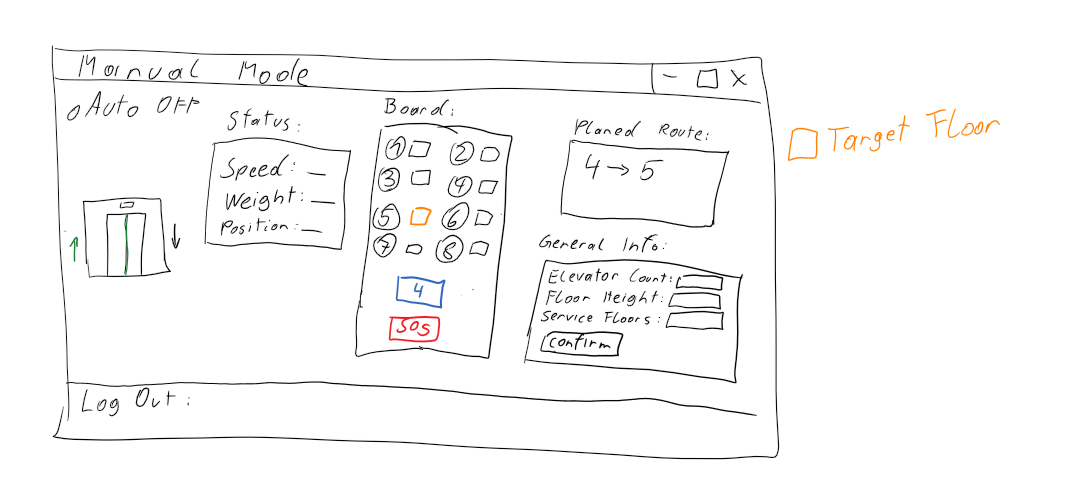 Manual Mode
- □ X
Auto OFF
Status:
Speed: _
Weight: _
Position: _
Board:
1 2
3 4
5 6
7 8
4
SOS
Planed Route:
4 → 5
General Info:
Elevator Count:
Floor Height:
Service Floors:
Confirm
Log Out:
Target Floor